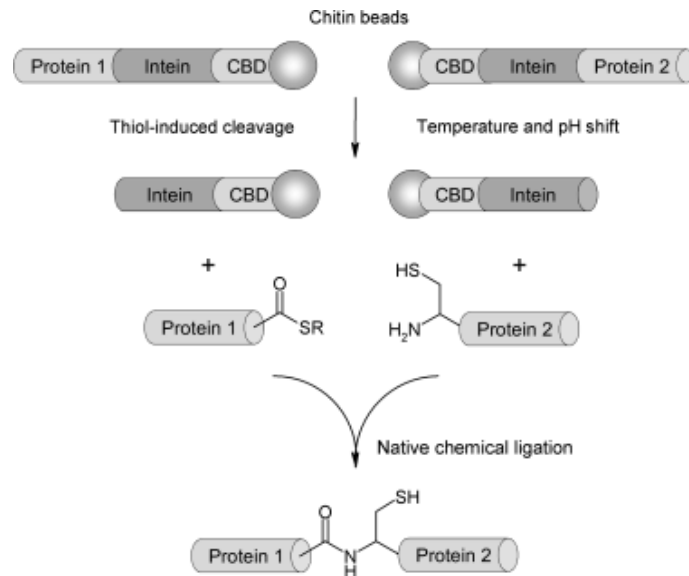 Chitin beads
Protein 1 Intein CBD CBD Intein Protein 2
Thiol-induced cleavage Temperature and pH shift
Intein CBD CBD Intein
+ +
O HS
Protein 1 SR H₂N Protein 2
Native chemical ligation
SH
O
Protein 1 N Protein 2
H